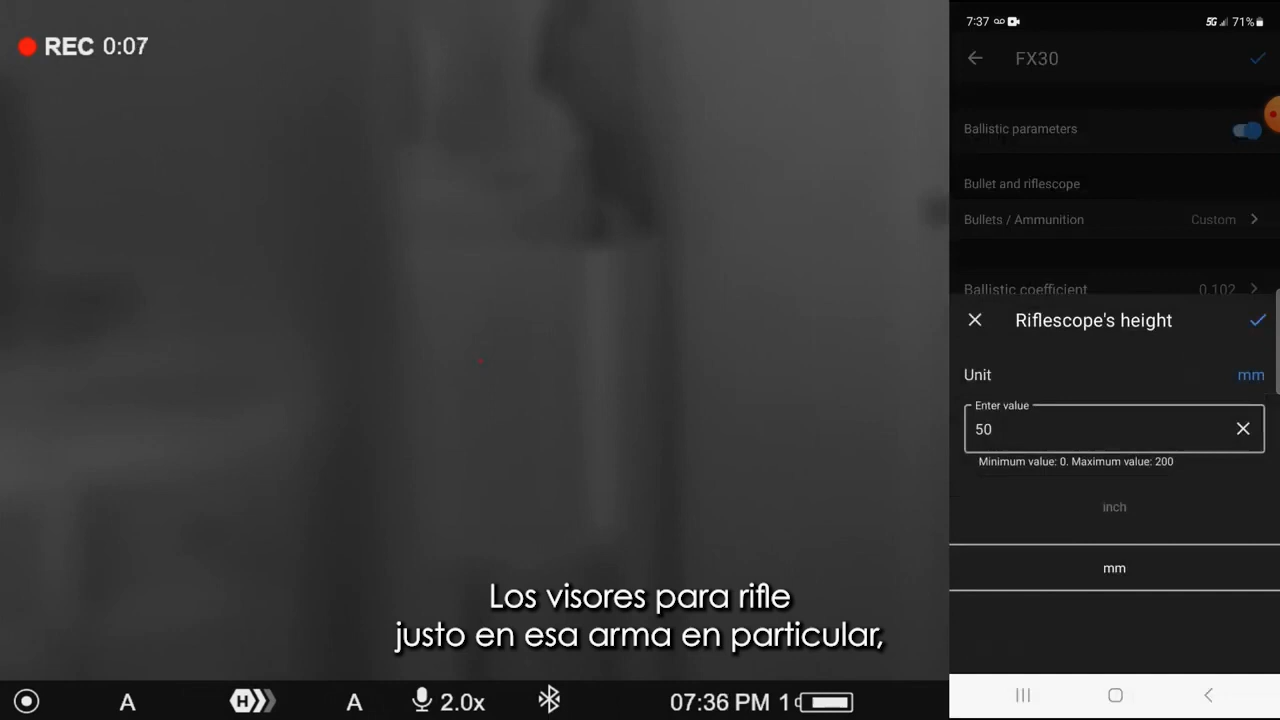 REC 0:07
7:37 5G 71%
FX30
Ballistic parameters
Bullet and riflescope
Bullets / Ammunition Custom
Ballistic coefficient 0.102
Riflescope's height
Unit mm
Enter value
50
Minimum value: 0. Maximum value: 200
inch
mm
Los visores para rifle
justo en esa arma en particular,
A H A 2.0x 07:36 PM 1